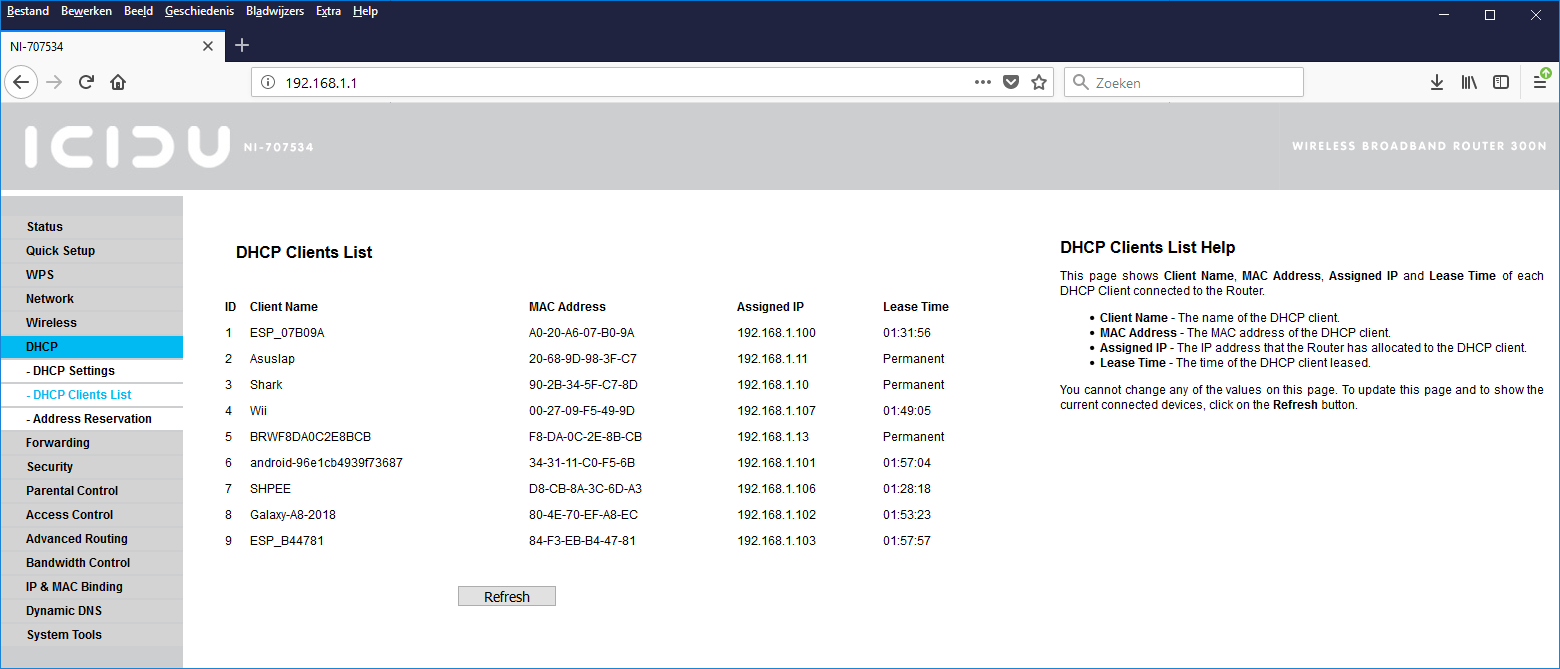 Bestand Bewerken Beeld Geschiedenis Bladwijzers Extra Help
NI-707534
192.168.1.1
Zoeken
ICIDU NI-707534
WIRELESS BROADBAND ROUTER 300N
Status
Quick Setup
WPS
Network
Wireless
DHCP
- DHCP Settings
- DHCP Clients List
- Address Reservation
Forwarding
Security
Parental Control
Access Control
Advanced Routing
Bandwidth Control
IP & MAC Binding
Dynamic DNS
System Tools
DHCP Clients List
ID Client Name MAC Address Assigned IP Lease Time
1 ESP_07B09A A0-20-A6-07-B0-9A 192.168.1.100 01:31:56
2 Asuslap 20-68-9D-98-3F-C7 192.168.1.11 Permanent
3 Shark 90-2B-34-5F-C7-8D 192.168.1.10 Permanent
4 Wii 00-27-09-F5-49-9D 192.168.1.107 01:49:05
5 BRWF8DA0C2E8BCB F8-DA-0C-2E-8B-CB 192.168.1.13 Permanent
6 android-96e1cb4939f73687 34-31-11-C0-F5-6B 192.168.1.101 01:57:04
7 SHPEE D8-CB-8A-3C-6D-A3 192.168.1.106 01:28:18
8 Galaxy-A8-2018 80-4E-70-EF-A8-EC 192.168.1.102 01:53:23
9 ESP_B44781 84-F3-EB-B4-47-81 192.168.1.103 01:57:57
Refresh
DHCP Clients List Help
This page shows Client Name, MAC Address, Assigned IP and Lease Time of each
DHCP Client connected to the Router.
• Client Name - The name of the DHCP client.
• MAC Address - The MAC address of the DHCP client.
• Assigned IP - The IP address that the Router has allocated to the DHCP client.
• Lease Time - The time of the DHCP client leased.
You cannot change any of the values on this page. To update this page and to show the
current connected devices, click on the Refresh button.